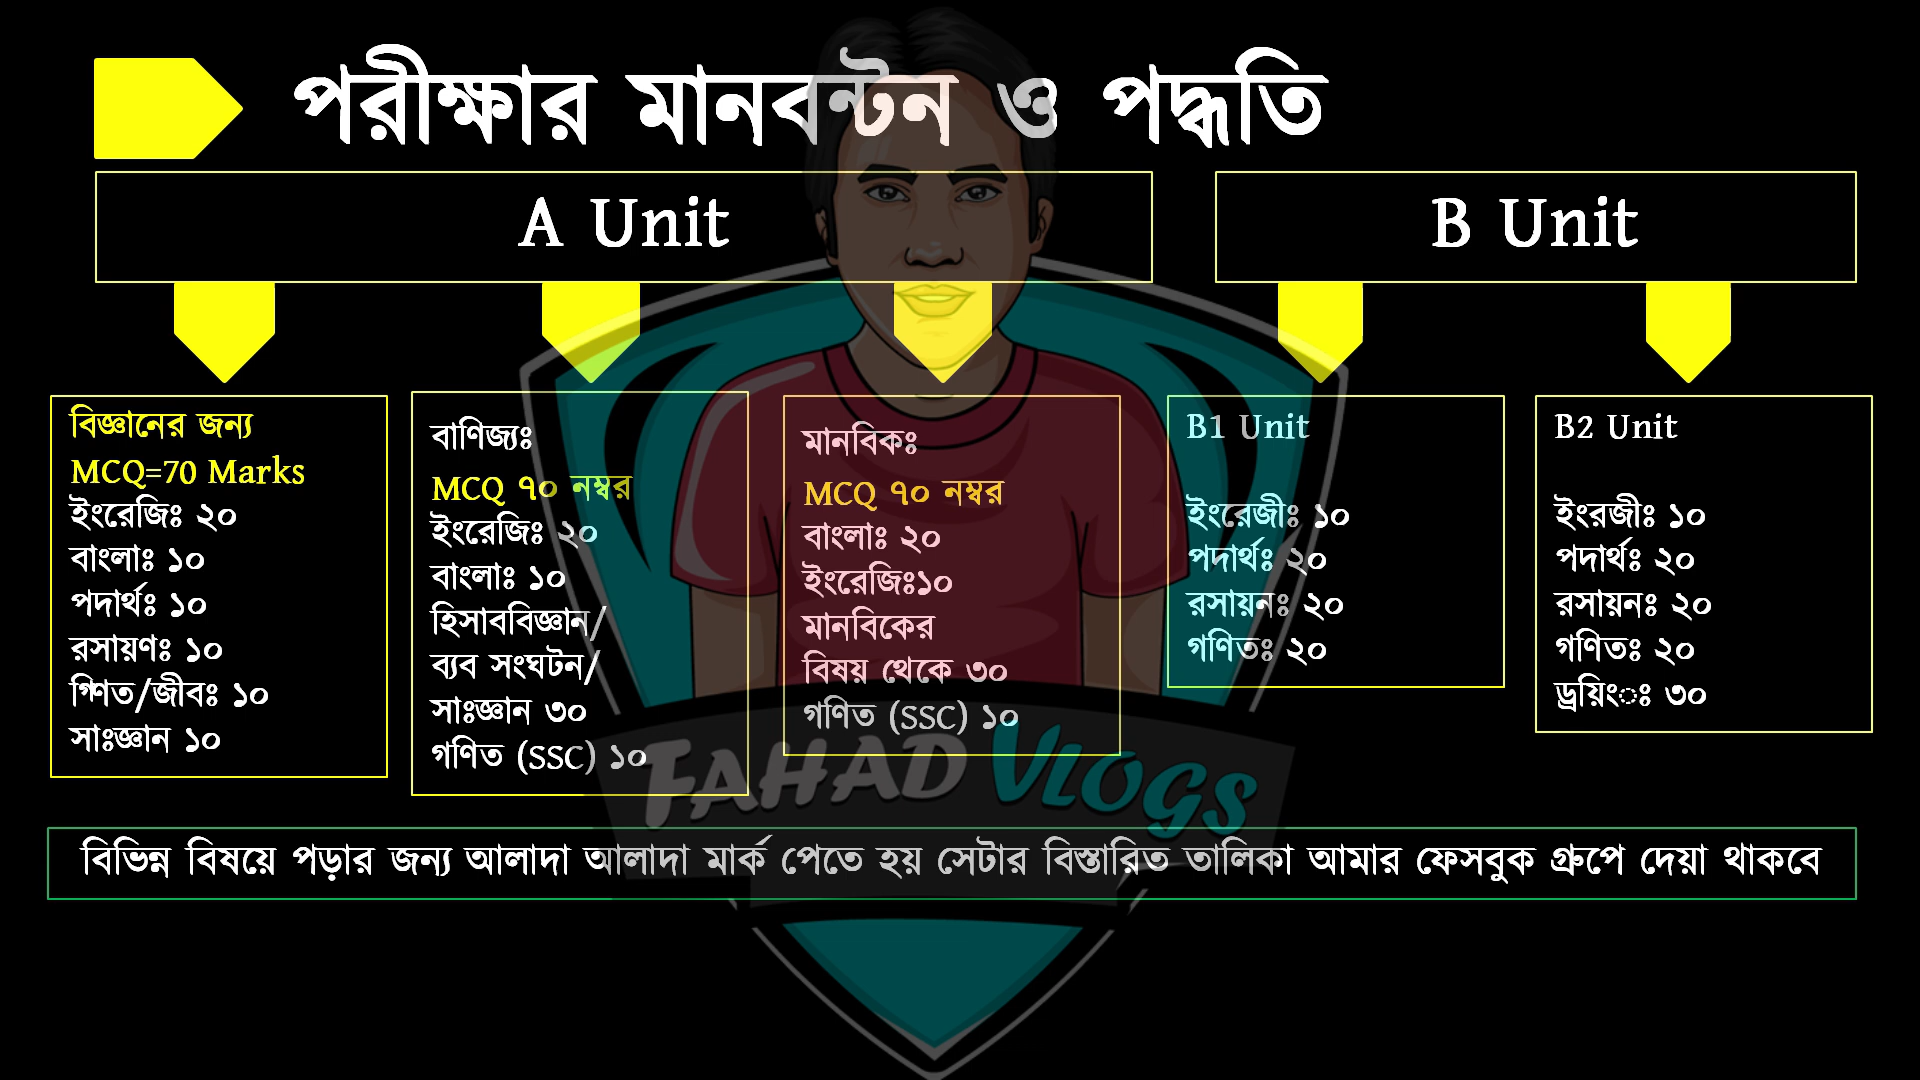 পরীক্ষার মানবন্টন ও পদ্ধতি
A Unit
B Unit
বিজ্ঞানের জন্য
MCQ=70 Marks
ইংরেজিঃ ২০
বাংলাঃ ১০
পদার্থঃ ১০
রসায়ণঃ ১০
গিণত/জীবঃ ১০
সাঃজ্ঞান ১০
বাণিজ্যঃ
MCQ ৭০ নম্বর
ইংরেজিঃ ২০
বাংলাঃ ১০
হিসাববিজ্ঞান/
ব্যব সংঘটন/
সাঃজ্ঞান ৩০
গণিত (SSC) ১০
মানবিকঃ
MCQ ৭০ নম্বর
বাংলাঃ ২০
ইংরেজিঃ১০
মানবিকের
বিষয় থেকে ৩০
গণিত (SSC) ১০
B1 Unit
ইংরেজীঃ ১০
পদার্থঃ ২০
রসায়নঃ ২০
গণিতঃ ২০
B2 Unit
ইংরজীঃ ১০
পদার্থঃ ২০
রসায়নঃ ২০
গণিতঃ ২০
ড্রয়িংঃ ৩০
FAHAD VLOGS
বিভিন্ন বিষয়ে পড়ার জন্য আলাদা আলাদা মার্ক পেতে হয় সেটার বিস্তারিত তালিকা আমার ফেসবুক গ্রুপে দেয়া থাকবে